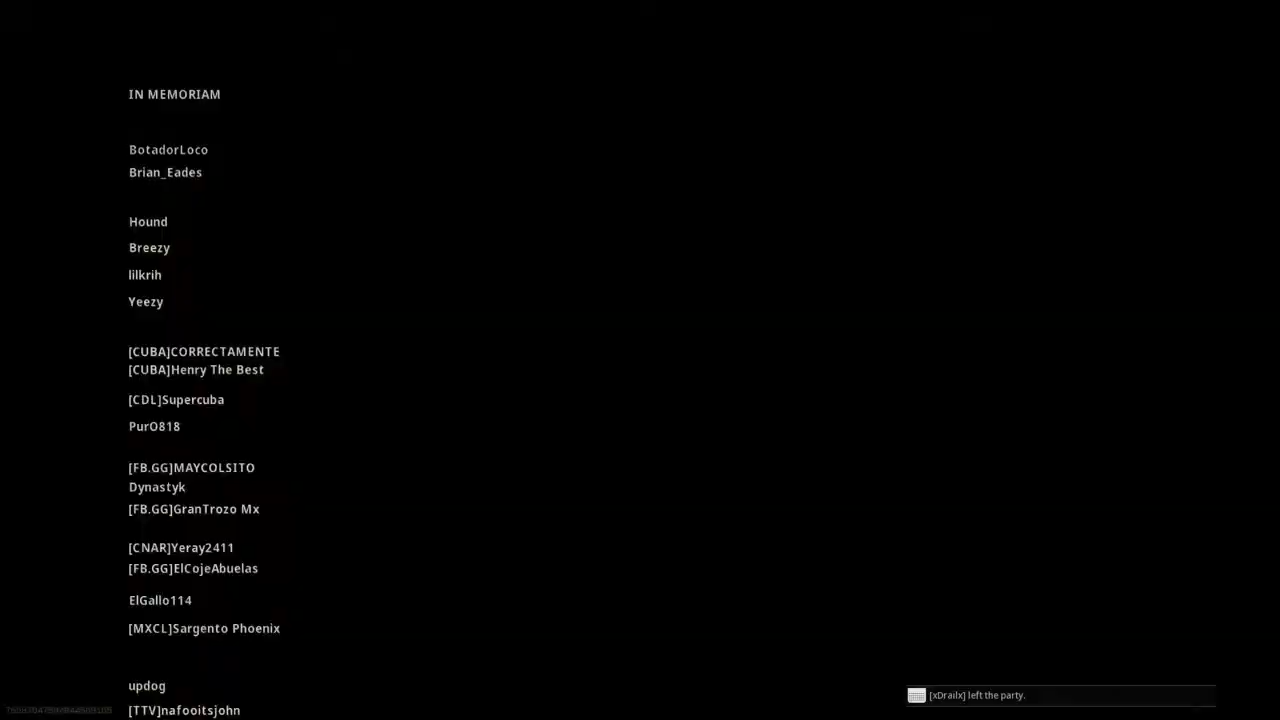 IN MEMORIAM
BotadorLoco
Brian_Eades
Hound
Breezy
lilkrih
Yeezy
[CUBA]CORRECTAMENTE
[CUBA]Henry The Best
[CDL]Supercuba
PurO818
[FB.GG]MAYCOLSITO
Dynastyk
[FB.GG]GranTrozo Mx
[CNAR]Yeray2411
[FB.GG]ElCojeAbuelas
ElGallo114
[MXCL]Sargento Phoenix
updog
[TTV]nafooitsjohn
[xDrailx] left the party.